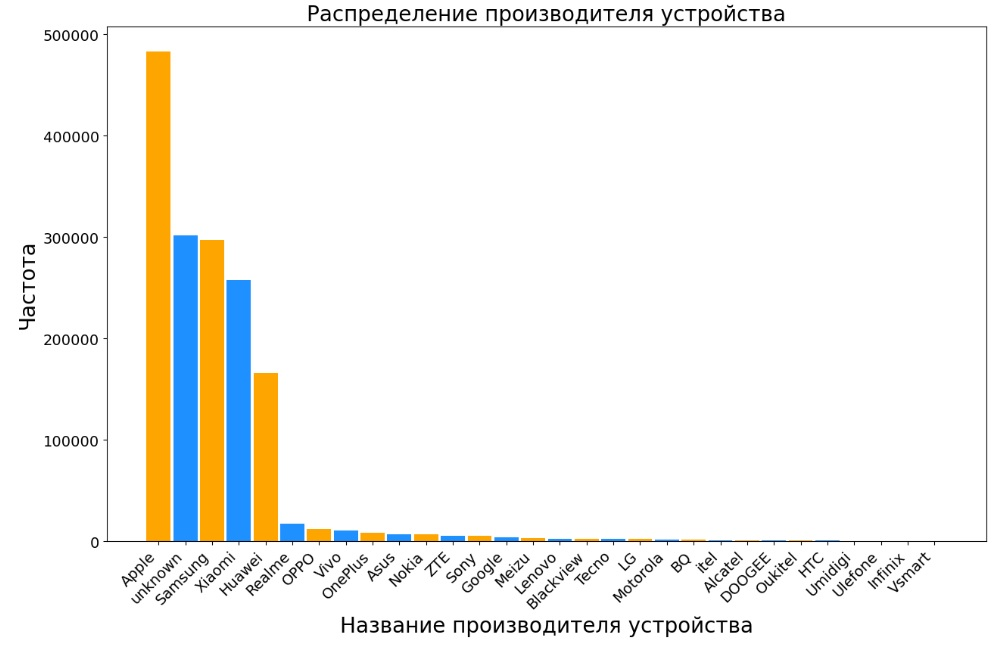 Распределение производителя устройства
500000
400000
300000
200000
100000
0
Частота
Apple
unknown
Samsung
Xiaomi
Huawei
Realme
OPPO
Vivo
OnePlus
Asus
Nokia
ZTE
Sony
Google
Meizu
Lenovo
Blackview
Tecno
LG
Motorola
BQ
itel
Alcatel
DOOGEE
Oukitel
HTC
Umidigi
Ulefone
Infinix
Vsmart
Название производителя устройства